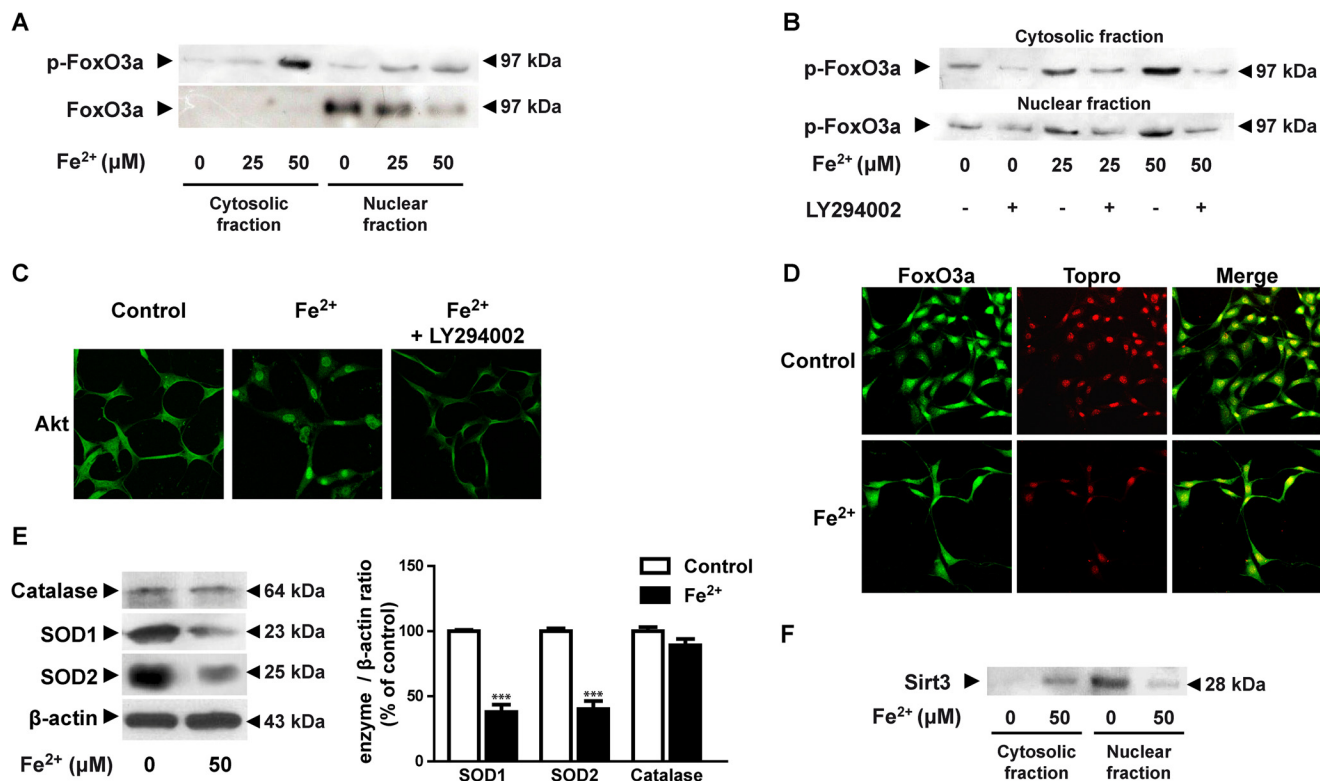 A
p-FoxO3a
97 kDa
FoxO3a
97 kDa
Fe²⁺ (µM)
0 25 50 0 25 50
Cytosolic fraction
Nuclear fraction
B
Cytosolic fraction
p-FoxO3a
97 kDa
Nuclear fraction
p-FoxO3a
97 kDa
Fe²⁺ (µM)
0 0 25 25 50 50
LY294002
- + - + - +
C
Control
Fe²⁺
Fe²⁺
+ LY294002
Akt
D
FoxO3a Topro Merge
Control
Fe²⁺
E
Catalase
64 kDa
SOD1
23 kDa
SOD2
25 kDa
β-actin
43 kDa
Fe²⁺ (µM)
0 50
enzyme / β-actin ratio
(% of control)
150
100
50
0
Control
Fe²⁺
***
***
SOD1 SOD2 Catalase
F
Sirt3
28 kDa
Fe²⁺
(µM)
0 50 0 50
Cytosolic fraction
Nuclear fraction